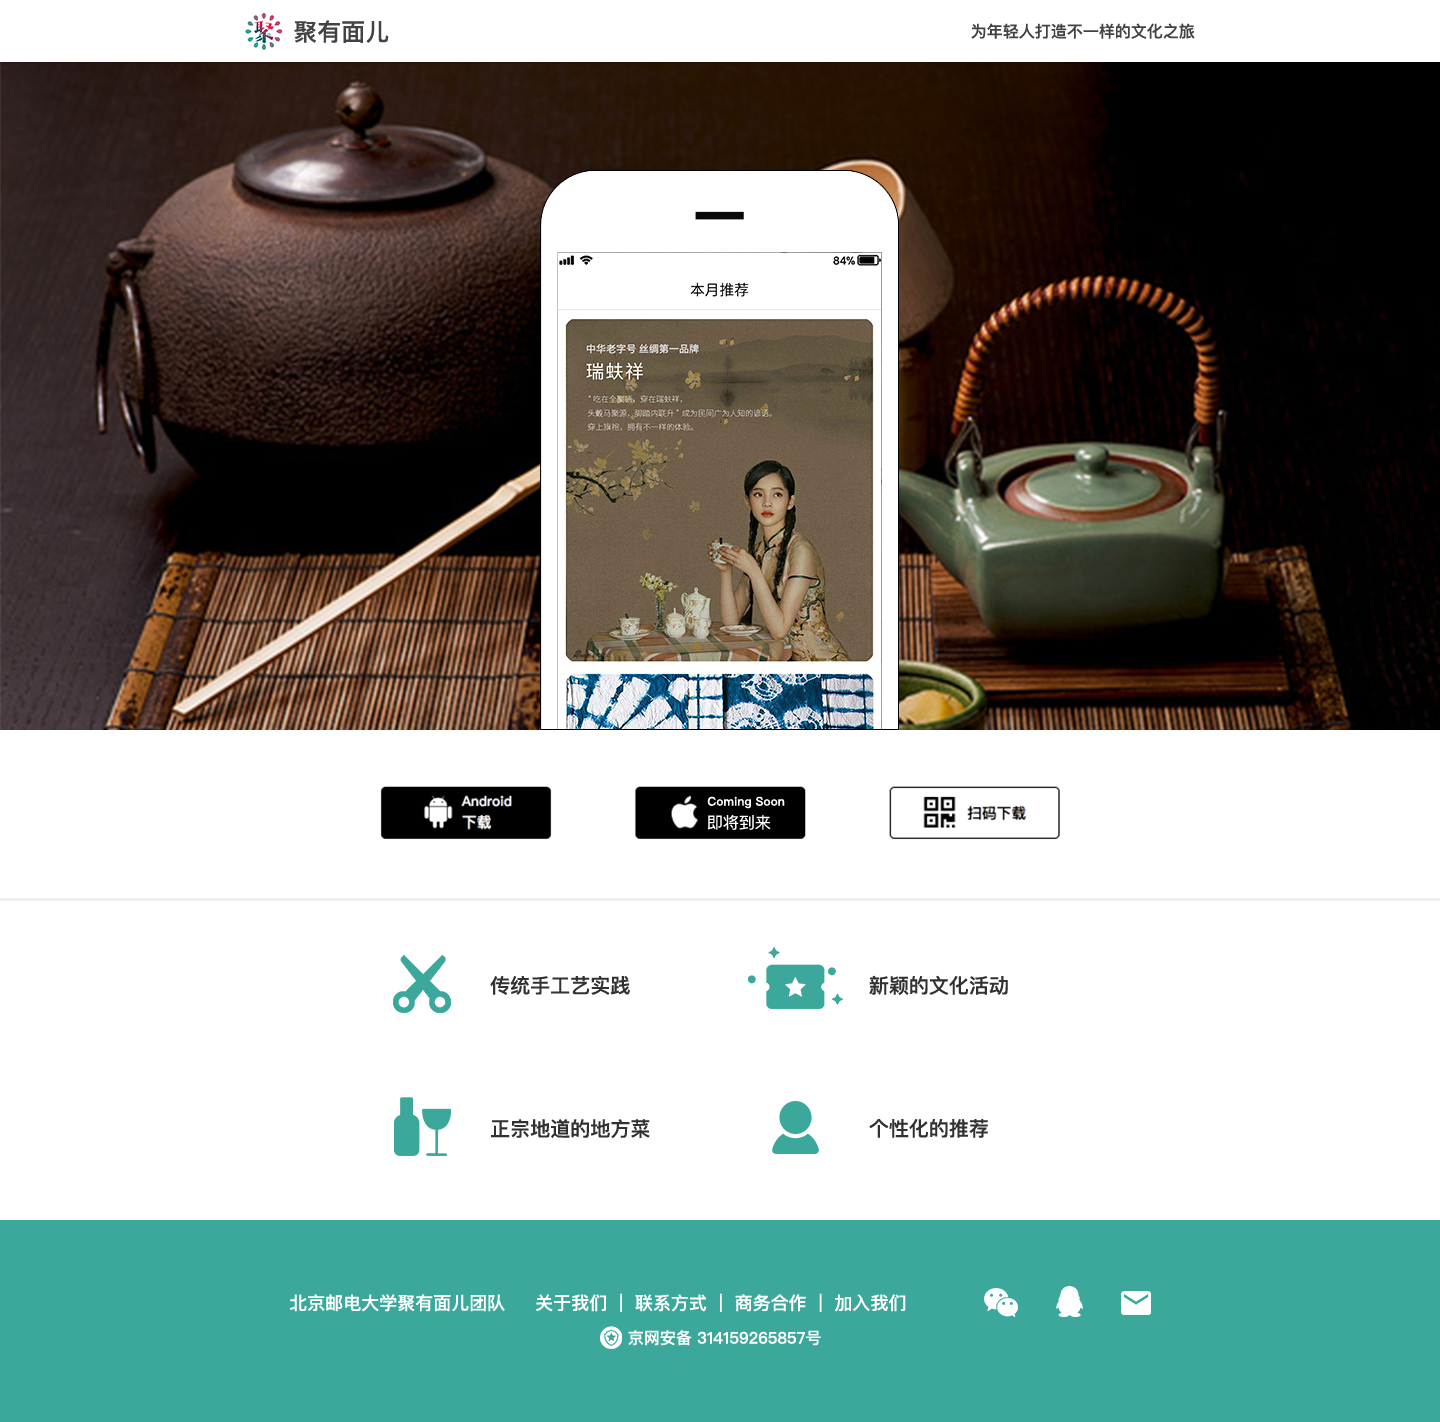 聚 聚有面儿
为年轻人打造不一样的文化之旅
84%
本月推荐
中华老字号 丝绸第一品牌
瑞蚨祥
“吃在全聚德，穿在瑞蚨祥，
头戴马聚源，脚踏内联升”成为民间广为人知的谚语。
穿上旗袍，拥有不一样的体验。
Android
下载
Coming Soon
即将到来
扫码下载
传统手工艺实践
新颖的文化活动
正宗地道的地方菜
个性化的推荐
北京邮电大学聚有面儿团队 关于我们 | 联系方式 | 商务合作 | 加入我们
京网安备 314159265857号